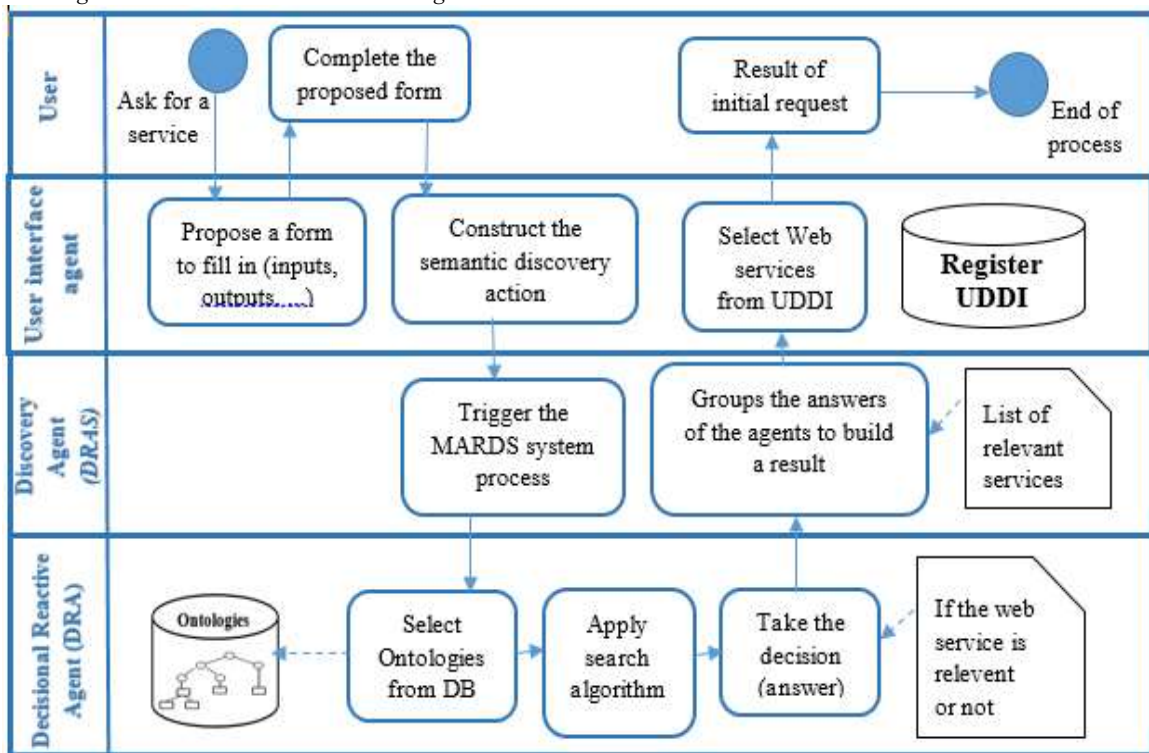 User
Ask for a
service
Complete the
proposed form
Result of
initial request
End of
process
User interface
agent
Propose a form
to fill in (inputs,
outputs, ...)
Construct the
semantic discovery
action
Select Web
services
from UDDI
Register
UDDI
Discovery
Agent
(DRAS)
Trigger the
MARDS system
process
Groups the answers
of the agents to build
a result
List of
relevant
services
Decisional Reactive
Agent (DRA)
Ontologies
Select
Ontologies
from DB
Apply
search
algorithm
Take the
decision
(answer)
If the web
service is
relevent
or not